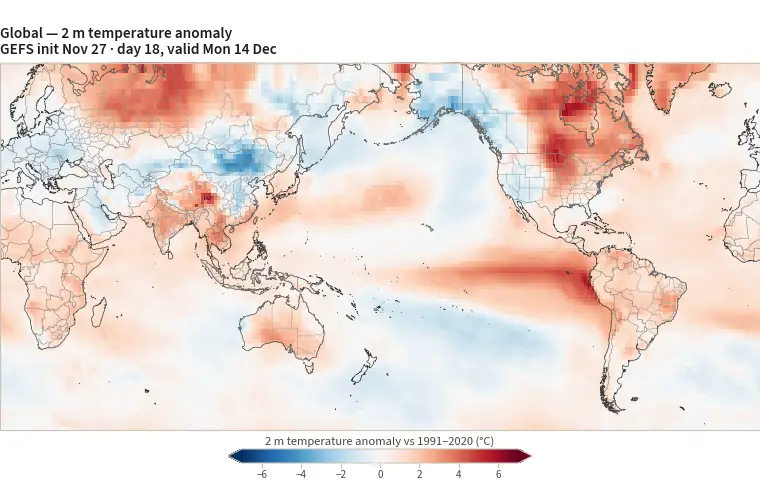 Global — 2 m temperature anomaly
GEFS init Nov 27 · day 18, valid Mon 14 Dec
2 m temperature anomaly vs 1991–2020 (°C)
−6 −4 −2 0 2 4 6